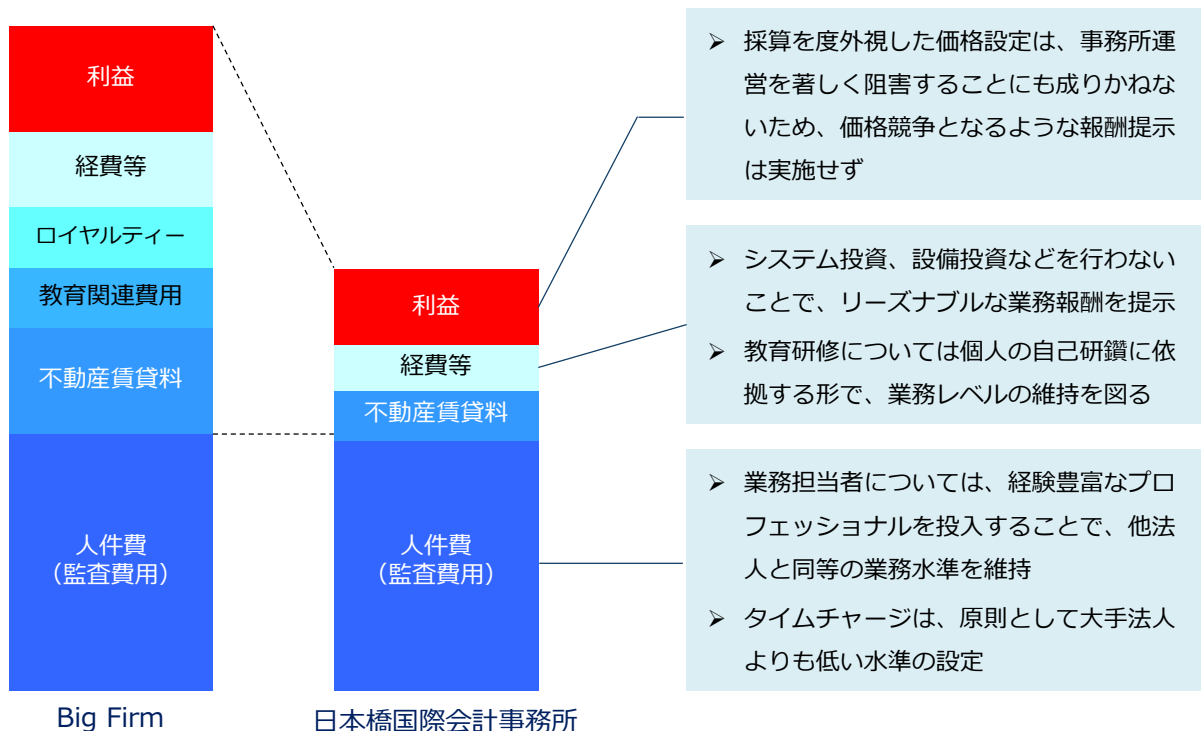 利益
経費等
ロイヤルティー
教育関連費用
不動産賃貸料
人件費
（監査費用）
Big Firm
利益
経費等
不動産賃貸料
人件費
（監査費用）
日本橋国際会計事務所
➢ 採算を度外視した価格設定は、事務所運
営を著しく阻害することにも成りかねな
いため、価格競争となるような報酬提示
は実施せず
➢ システム投資、設備投資などを行わない
ことで、リーズナブルな業務報酬を提示
➢ 教育研修については個人の自己研鑽に依
拠する形で、業務レベルの維持を図る
➢ 業務担当者については、経験豊富なプロ
フェッショナルを投入することで、他法
人と同等の業務水準を維持
➢ タイムチャージは、原則として大手法人
よりも低い水準の設定